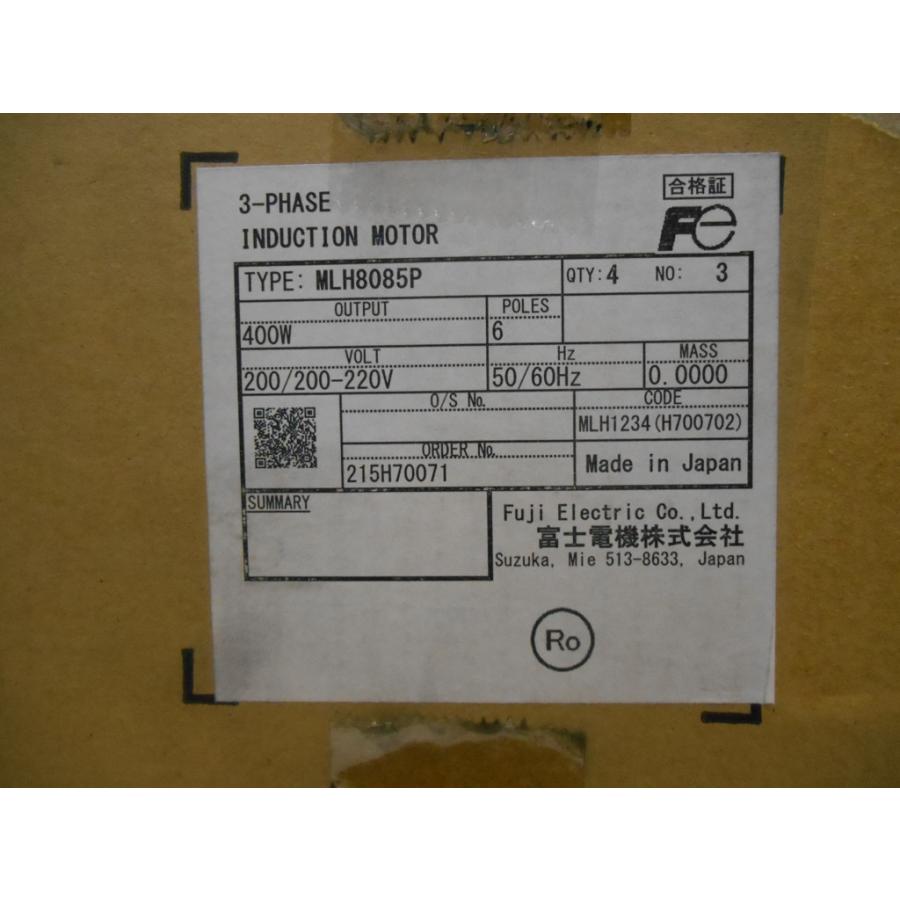 合格証
3-PHASE
Fe
INDUCTION MOTOR
TYPE: MLH8085P QTY: 4 NO: 3
OUTPUT POLES
400W 6
VOLT Hz MASS
200/200-220V 50/60Hz 0.0000
O/S No. CODE
MLH1234(H700702)
ORDER No.
215H70071 Made in Japan
SUMMARY
Fuji Electric Co.,Ltd.
富士電機株式会社
Suzuka, Mie 513-8633, Japan
Ro